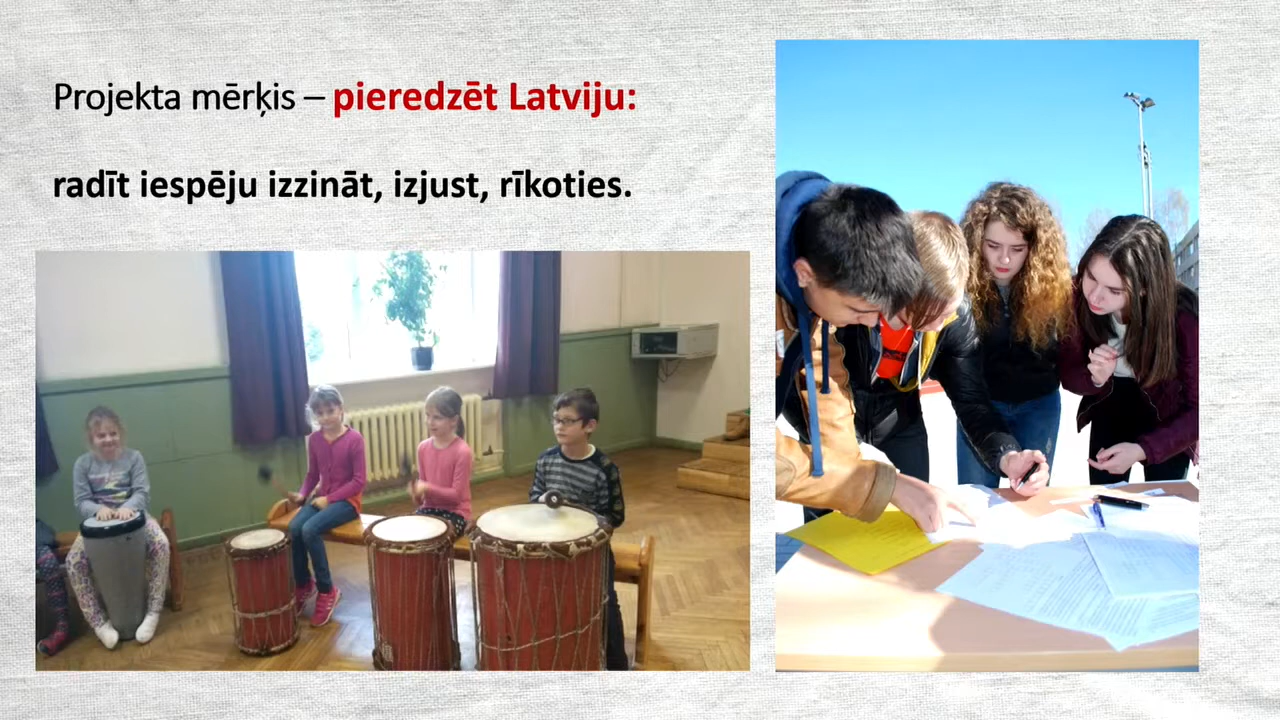 Projekta mērķis – pieredzēt Latviju:
radīt iespēju izzināt, izjust, rīkoties.